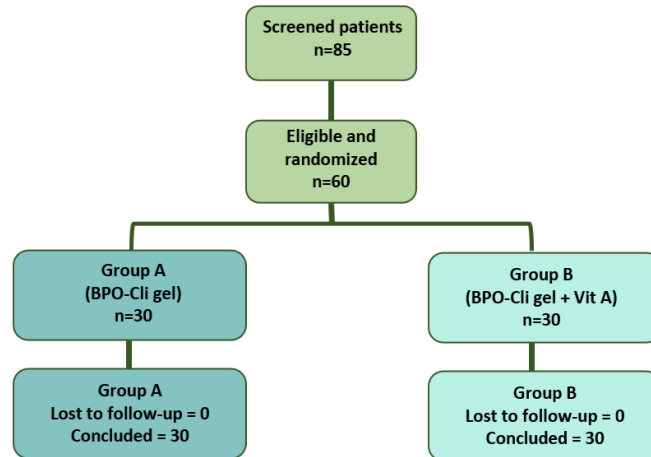 Screened patients
n=85
Eligible and
randomized
n=60
Group A
(BPO-Cli gel)
n=30
Group B
(BPO-Cli gel + Vit A)
n=30
Group A
Lost to follow-up = 0
Concluded = 30
Group B
Lost to follow-up = 0
Concluded = 30